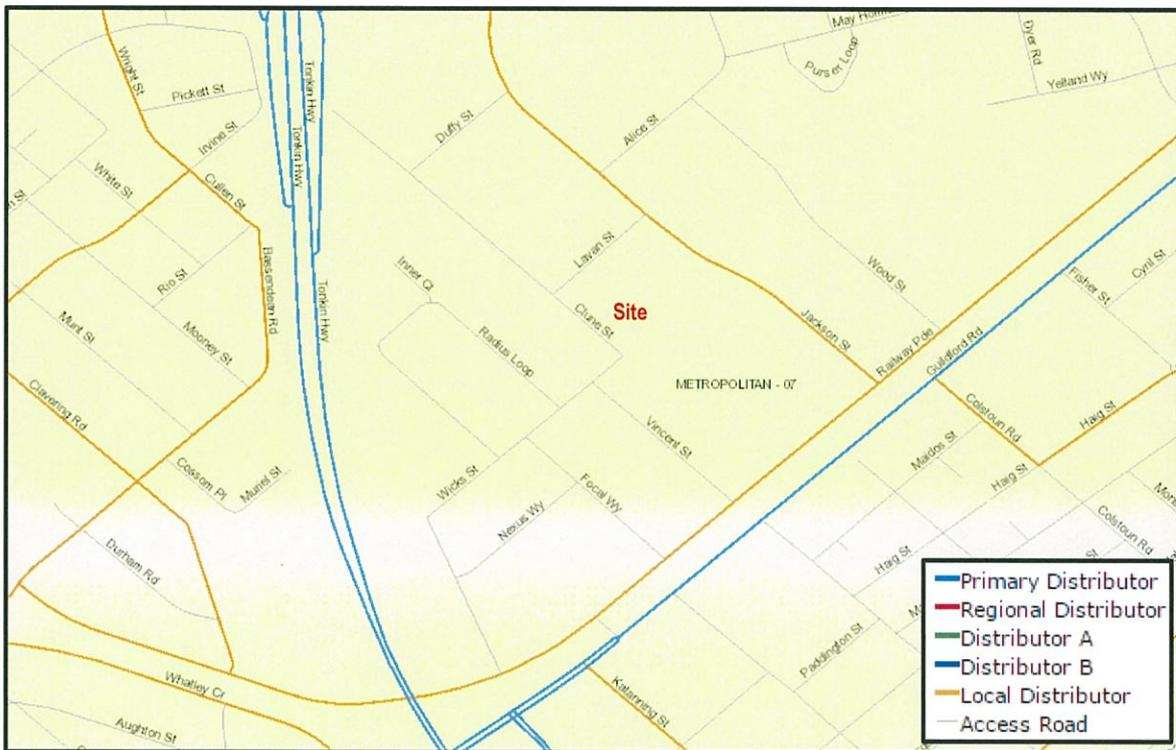 May Holman
Purser Loop
Dyer Rd
Yelland Wy
Wright St
Pickett St
Irvine St
Tonkin Hwy
Tonkin Hwy
Duffy St
Alice St
White St
Cullen St
Rio St
Bassendean Rd
Tonkin Hwy
Inner Ct
Lavan St
Wood St
Fisher St
Cyril St
Munt St
Mooney St
Radius Loop
Clune St
Site
Jackson St
Railway Pde
Guildford Rd
METROPOLITAN - 07
Clavering Rd
Vincent St
Colstoun Rd
Haig St
Maidos St
Haig St
Cossom Pl
Muriel St
Wicks St
Focal Wy
Nexus Wy
Colstoun Rd
Durham Rd
Hag St
Paddington St
Whatley Cr
Katanning St
Aughton St
Primary Distributor
Regional Distributor
Distributor A
Distributor B
Local Distributor
Access Road